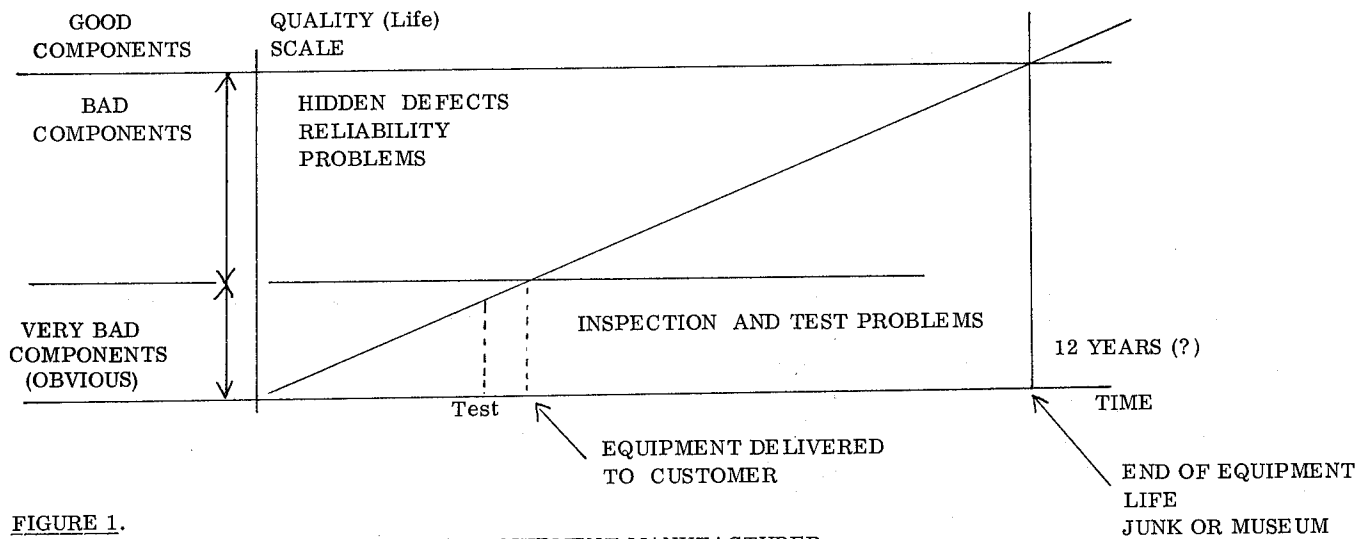 GOOD
COMPONENTS
QUALITY (Life)
SCALE
BAD
COMPONENTS
HIDDEN DEFECTS
RELIABILITY
PROBLEMS
VERY BAD
COMPONENTS
(OBVIOUS)
INSPECTION AND TEST PROBLEMS
12 YEARS (?)
Test
TIME
EQUIPMENT DELIVERED
TO CUSTOMER
END OF EQUIPMENT
LIFE
JUNK OR MUSEUM
FIGURE 1.